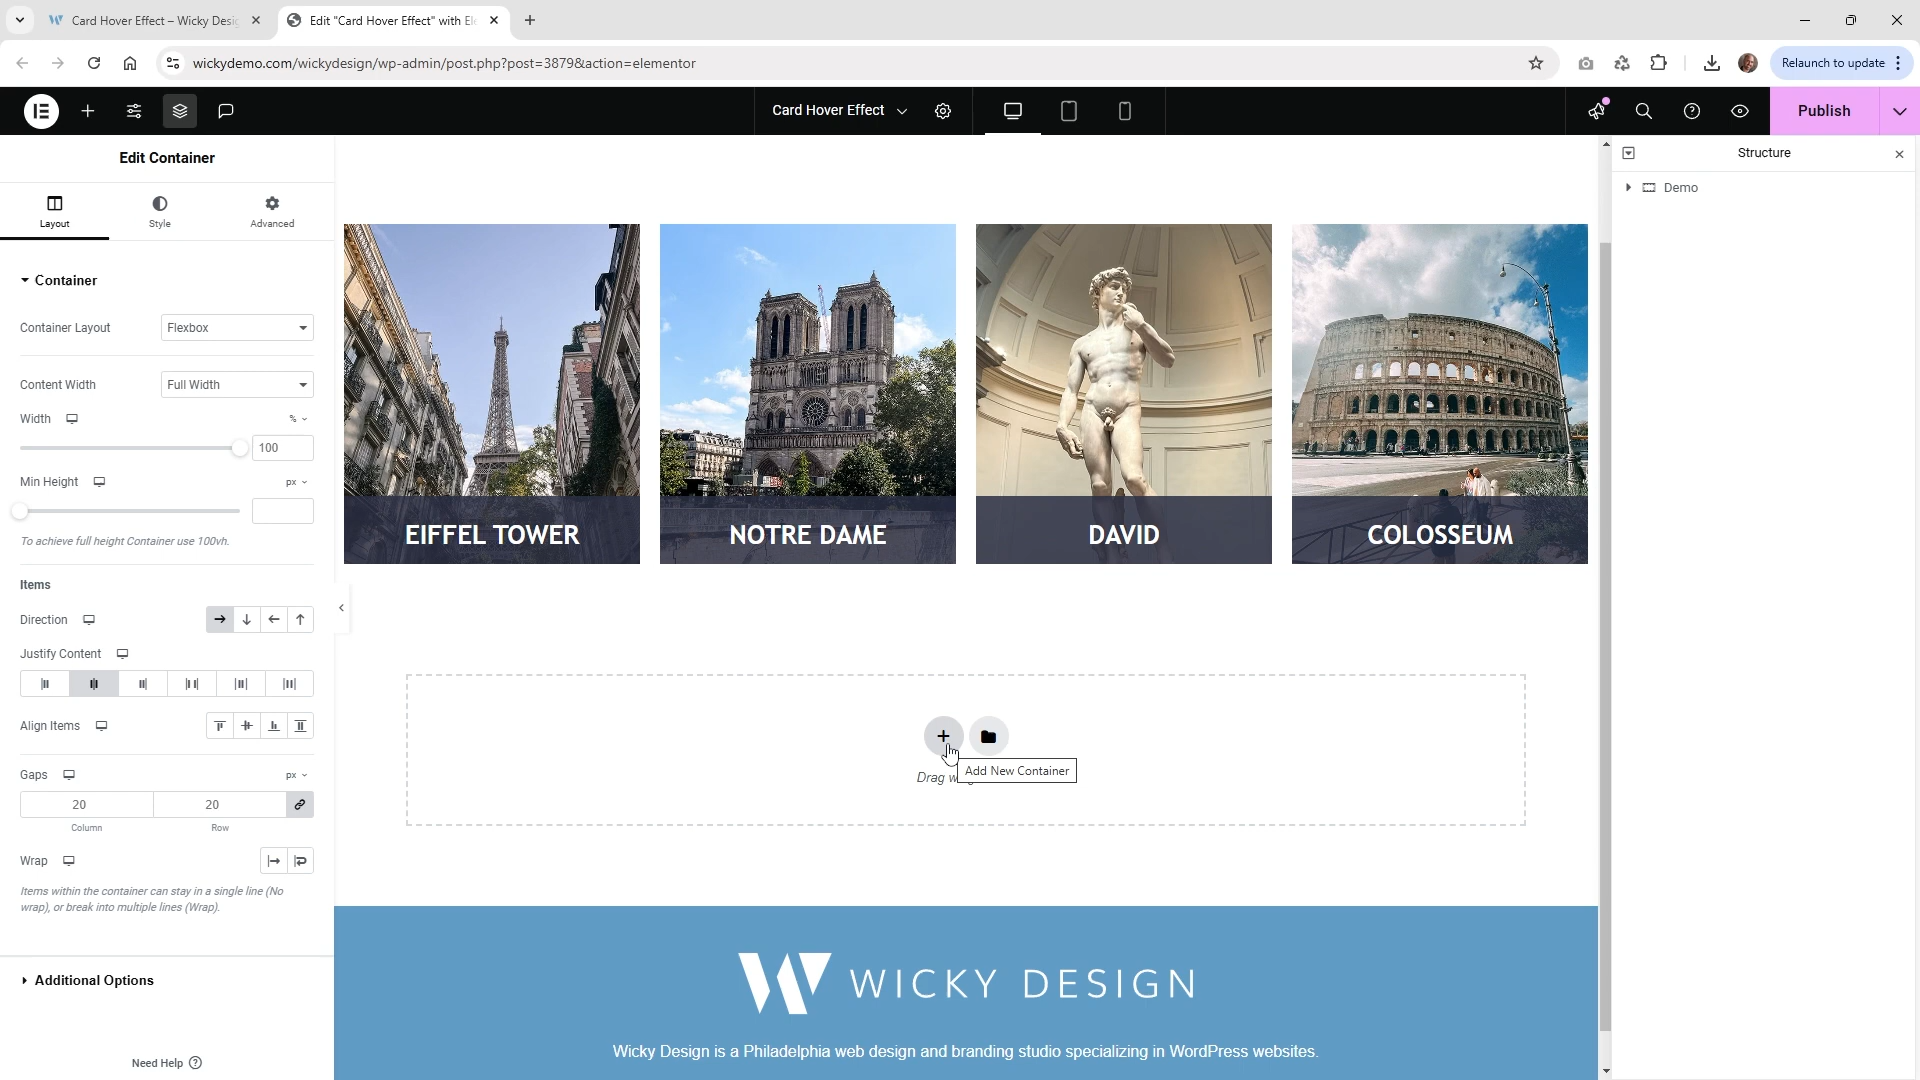 Card Hover Effect – Wicky Desig
Edit "Card Hover Effect" with Ele
wickydemo.com/wickydesign/wp-admin/post.php?post=3879&action=elementor
Relaunch to update
Card Hover Effect
Publish
Edit Container
Layout
Style
Advanced
Container
Container Layout
Flexbox
Content Width
Full Width
Width
%
100
Min Height
px
To achieve full height Container use 100vh.
Items
Direction
Justify Content
Align Items
Gaps
px
20
20
Column
Row
Wrap
Items within the container can stay in a single line (No
wrap), or break into multiple lines (Wrap).
Additional Options
Need Help
EIFFEL TOWER
NOTRE DAME
DAVID
COLOSSEUM
Add New Container
Drag
WICKY DESIGN
Wicky Design is a Philadelphia web design and branding studio specializing in WordPress websites.
Structure
Demo